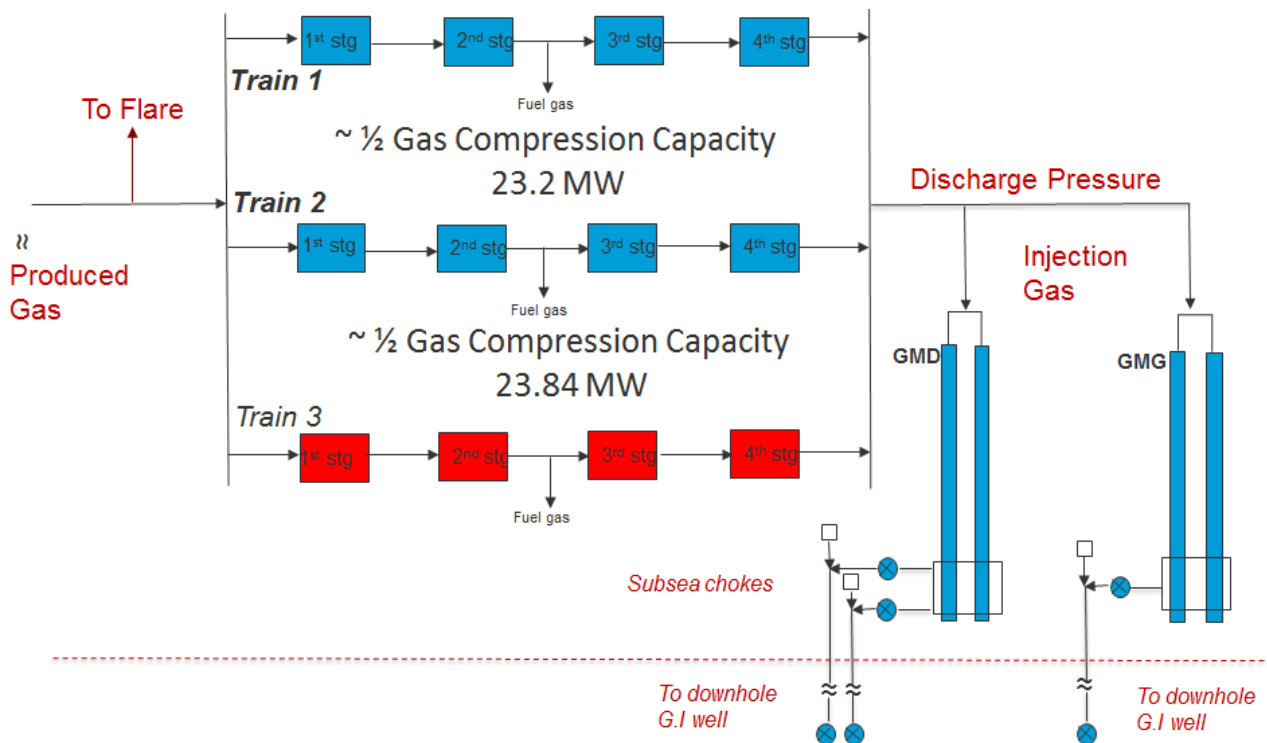 1st stg
2nd stg
3rd stg
4th stg
Train 1
Fuel gas
To Flare
~ ½ Gas Compression Capacity
23.2 MW
Discharge Pressure
Train 2
1st stg
2nd stg
3rd stg
4th stg
≈
Produced
Gas
Injection
Gas
Fuel gas
~ ½ Gas Compression Capacity
23.84 MW
GMD
GMG
Train 3
1st stg
2nd stg
3rd stg
4th stg
Fuel gas
Subsea chokes
≈
≈
≈
To downhole
G.I well
To downhole
G.I well